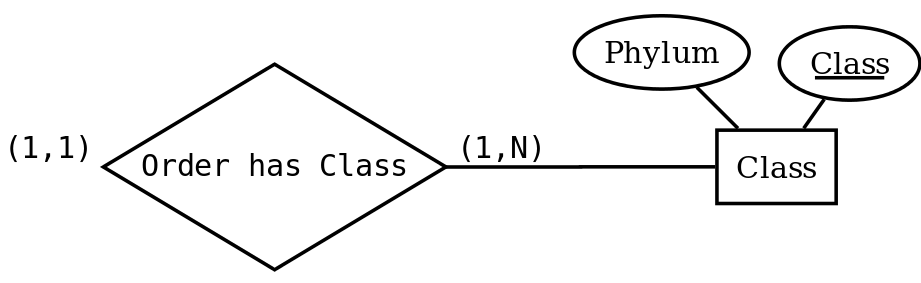 Phylum
Class
(1,1)
Order has Class
(1,N)
Class